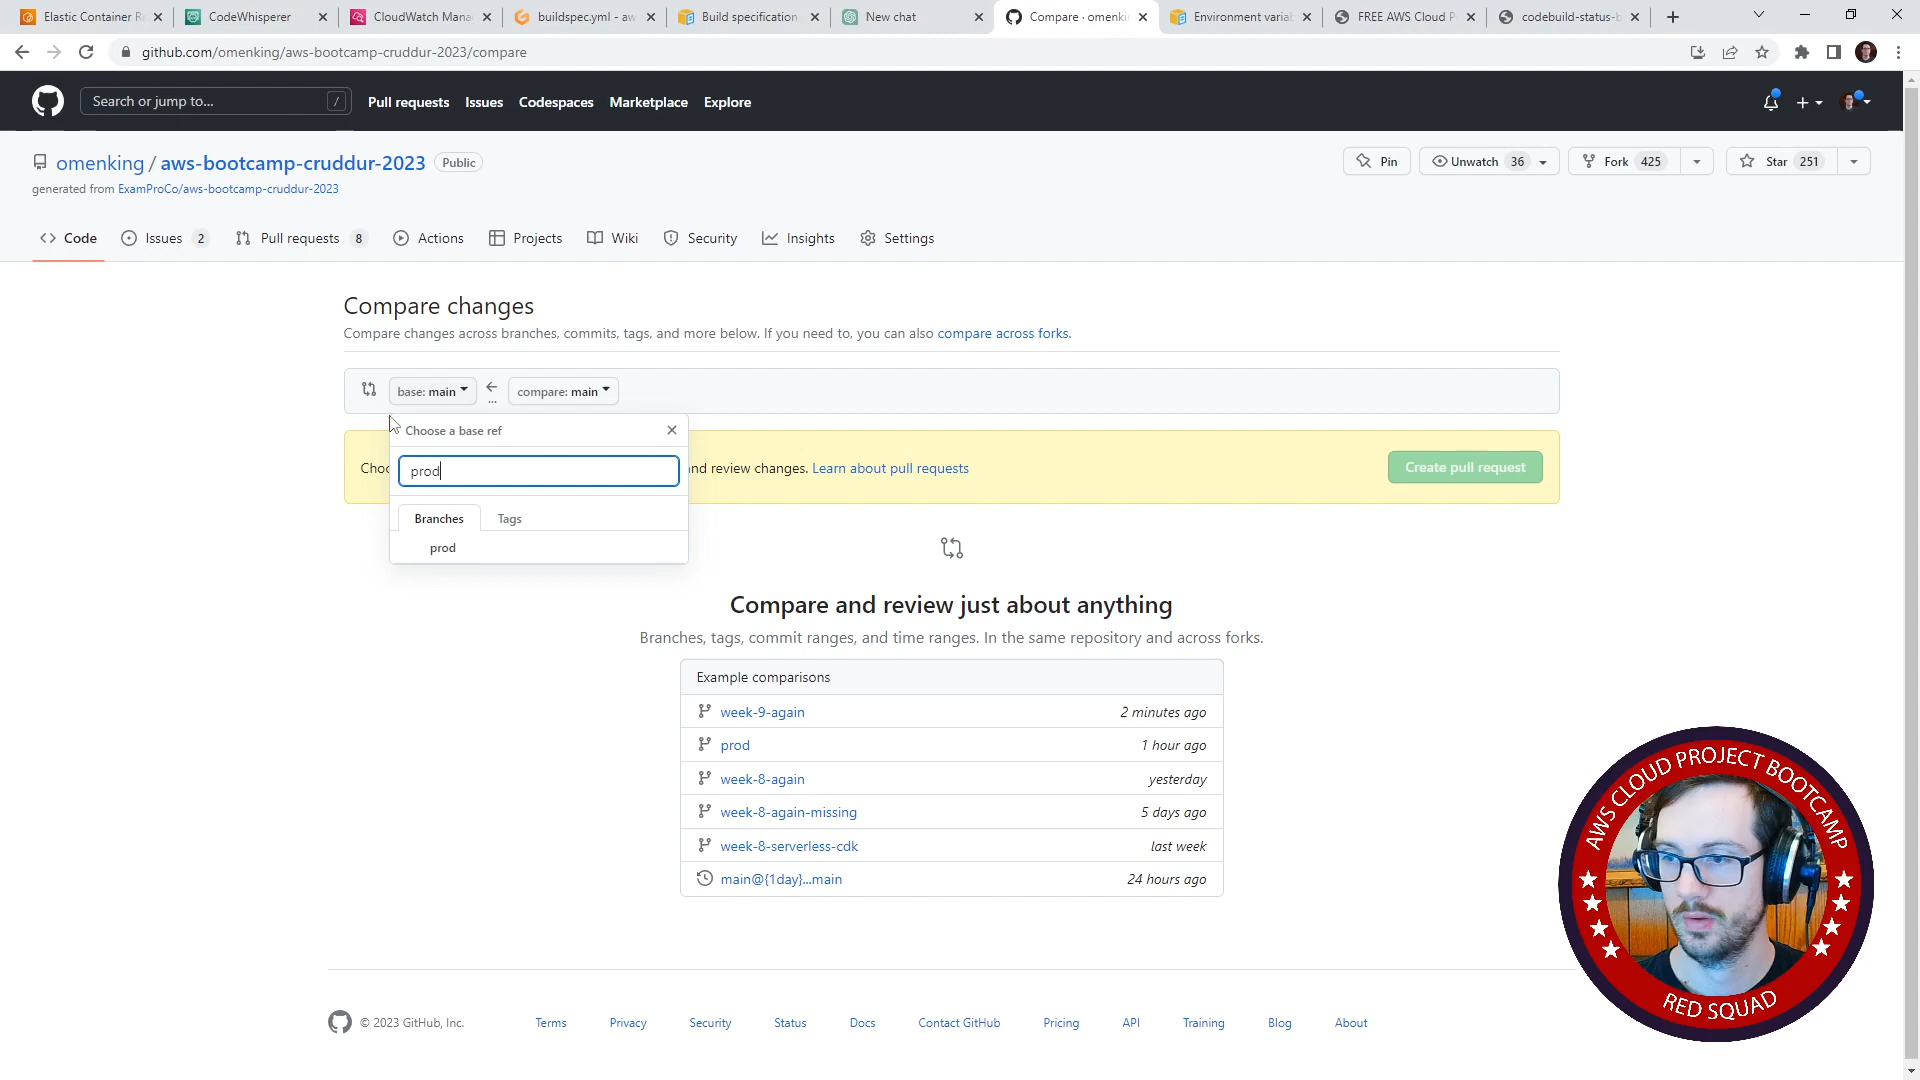 Elastic Container Re
CodeWhisperer
CloudWatch Mana
buildspec.yml - aw
Build specification
New chat
Compare · omenki
Environment varia
FREE AWS Cloud P
codebuild-status-b
github.com/omenking/aws-bootcamp-cruddur-2023/compare
Search or jump to... /
Pull requests Issues Codespaces Marketplace Explore
omenking / aws-bootcamp-cruddur-2023 Public
Pin Unwatch 36 Fork 425 Star 251
generated from ExamProCo/aws-bootcamp-cruddur-2023
Code Issues 2 Pull requests 8 Actions Projects Wiki Security Insights Settings
Compare changes
Compare changes across branches, commits, tags, and more below. If you need to, you can also compare across forks.
base: main ... compare: main
Choose a base ref
prod
Choo
nd review changes. Learn about pull requests
Create pull request
Branches Tags
prod
Compare and review just about anything
Branches, tags, commit ranges, and time ranges. In the same repository and across forks.
Example comparisons
week-9-again 2 minutes ago
prod 1 hour ago
week-8-again yesterday
week-8-again-missing 5 days ago
week-8-serverless-cdk last week
main@{1day}...main 24 hours ago
AWS CLOUD PROJECT BOOTCAMP
RED SQUAD
© 2023 GitHub, Inc. Terms Privacy Security Status Docs Contact GitHub Pricing API Training Blog About